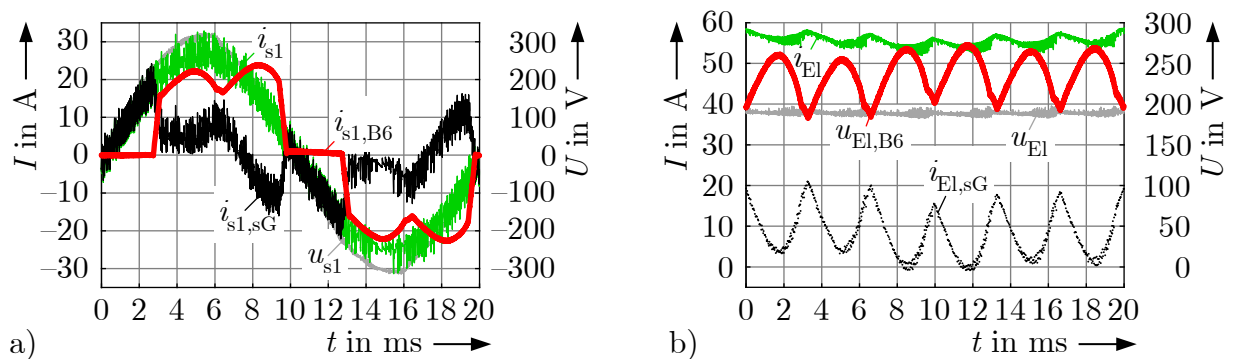 I in A
30
20
10
0
–10
–20
–30
i_s1
i_s1,B6
i_s1,sG
u_s1
300
200
100
0
–100
–200
–300
U in V
0 2 4 6 8 10 12 14 16 18 20
t in ms
a)
I in A
60
50
40
30
20
10
0
i_El
u_El,B6
u_El
i_El,sG
300
250
200
150
100
50
0
U in V
0 2 4 6 8 10 12 14 16 18 20
t in ms
b)